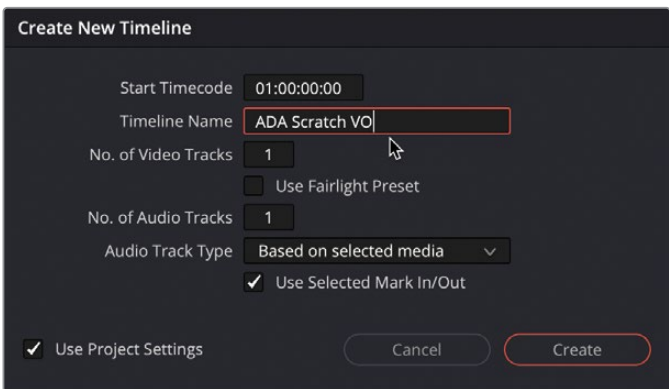 Create New Timeline
Start Timecode 01:00:00:00
Timeline Name ADA Scratch VO
No. of Video Tracks 1
Use Fairlight Preset
No. of Audio Tracks 1
Audio Track Type Based on selected media
Use Selected Mark In/Out
Use Project Settings Cancel Create